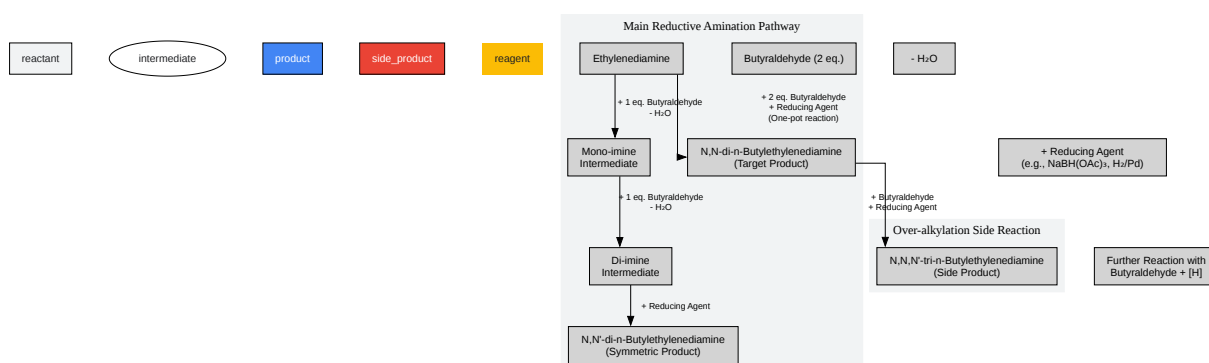 Main Reductive Amination Pathway
reactant
intermediate
product
side_product
reagent
Ethylenediamine
Butyraldehyde (2 eq.)
- H₂O
+ 1 eq. Butyraldehyde
- H₂O
+ 2 eq. Butyraldehyde
+ Reducing Agent
(One-pot reaction)
Mono-imine
Intermediate
N,N-di-n-Butylethylenediamine
(Target Product)
+ Reducing Agent
(e.g., NaBH(OAc)₃, H₂/Pd)
+ 1 eq. Butyraldehyde
- H₂O
+ Butyraldehyde
+ Reducing Agent
Over-alkylation Side Reaction
Di-imine
Intermediate
N,N,N'-tri-n-Butylethylenediamine
(Side Product)
Further Reaction with
Butyraldehyde + [H]
+ Reducing Agent
N,N'-di-n-Butylethylenediamine
(Symmetric Product)